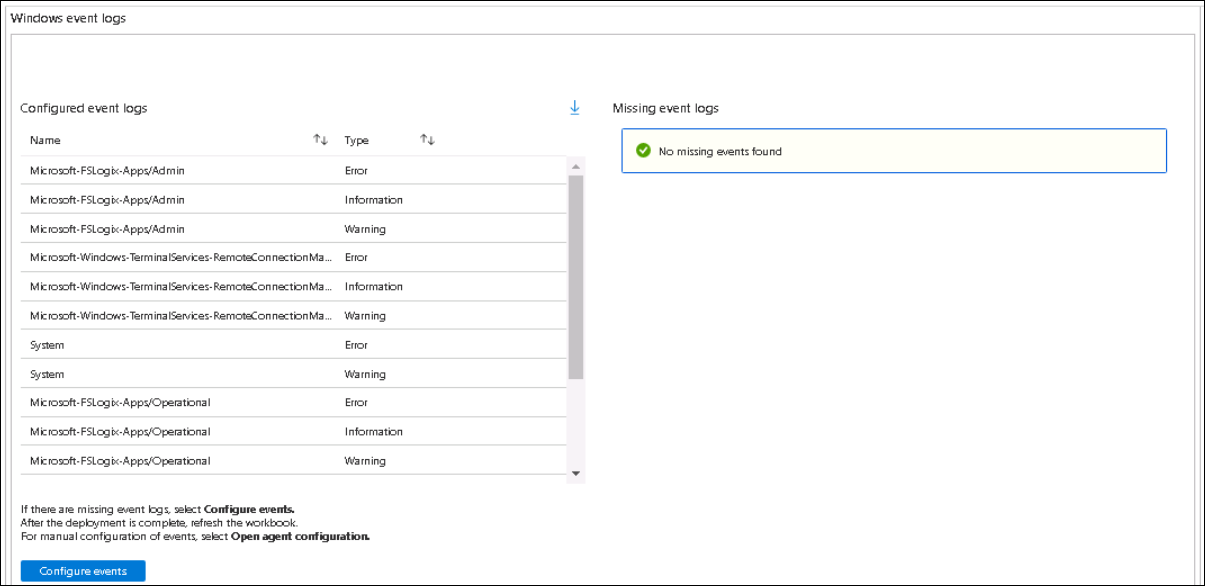 Windows event logs
Configured event logs
Missing event logs
Name Type
No missing events found
Microsoft-FSLogix-Apps/Admin Error
Microsoft-FSLogix-Apps/Admin Information
Microsoft-FSLogix-Apps/Admin Warning
Microsoft-Windows-TerminalServices-RemoteConnectionMa... Error
Microsoft-Windows-TerminalServices-RemoteConnectionMa... Information
Microsoft-Windows-TerminalServices-RemoteConnectionMa... Warning
System Error
System Warning
Microsoft-FSLogix-Apps/Operational Error
Microsoft-FSLogix-Apps/Operational Information
Microsoft-FSLogix-Apps/Operational Warning
If there are missing event logs, select Configure events.
After the deployment is complete, refresh the workbook.
For manual configuration of events, select Open agent configuration.
Configure events